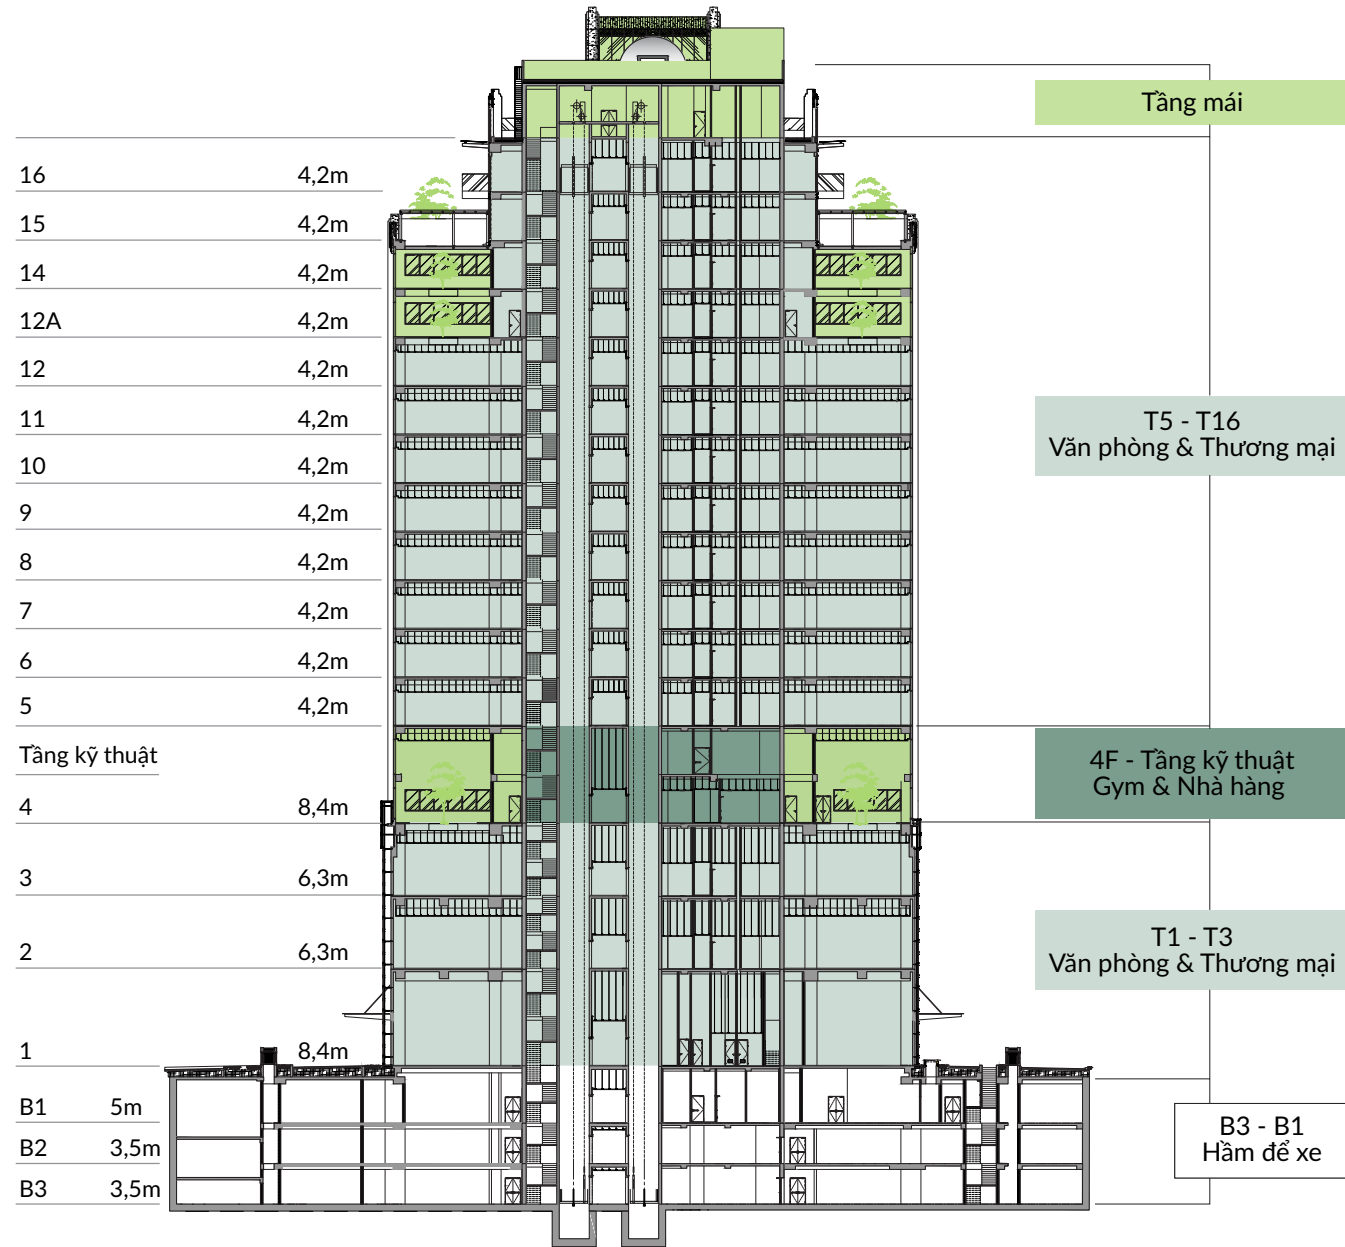 Tầng mái
16 4,2m
15 4,2m
14 4,2m
12A 4,2m
12 4,2m
11 4,2m
10 4,2m
9 4,2m
8 4,2m
7 4,2m
6 4,2m
5 4,2m
Tầng kỹ thuật
4 8,4m
3 6,3m
2 6,3m
1 8,4m
B1 5m
B2 3,5m
B3 3,5m
T5 - T16
Văn phòng & Thương mại
4F - Tầng kỹ thuật
Gym & Nhà hàng
T1 - T3
Văn phòng & Thương mại
B3 - B1
Hầm để xe